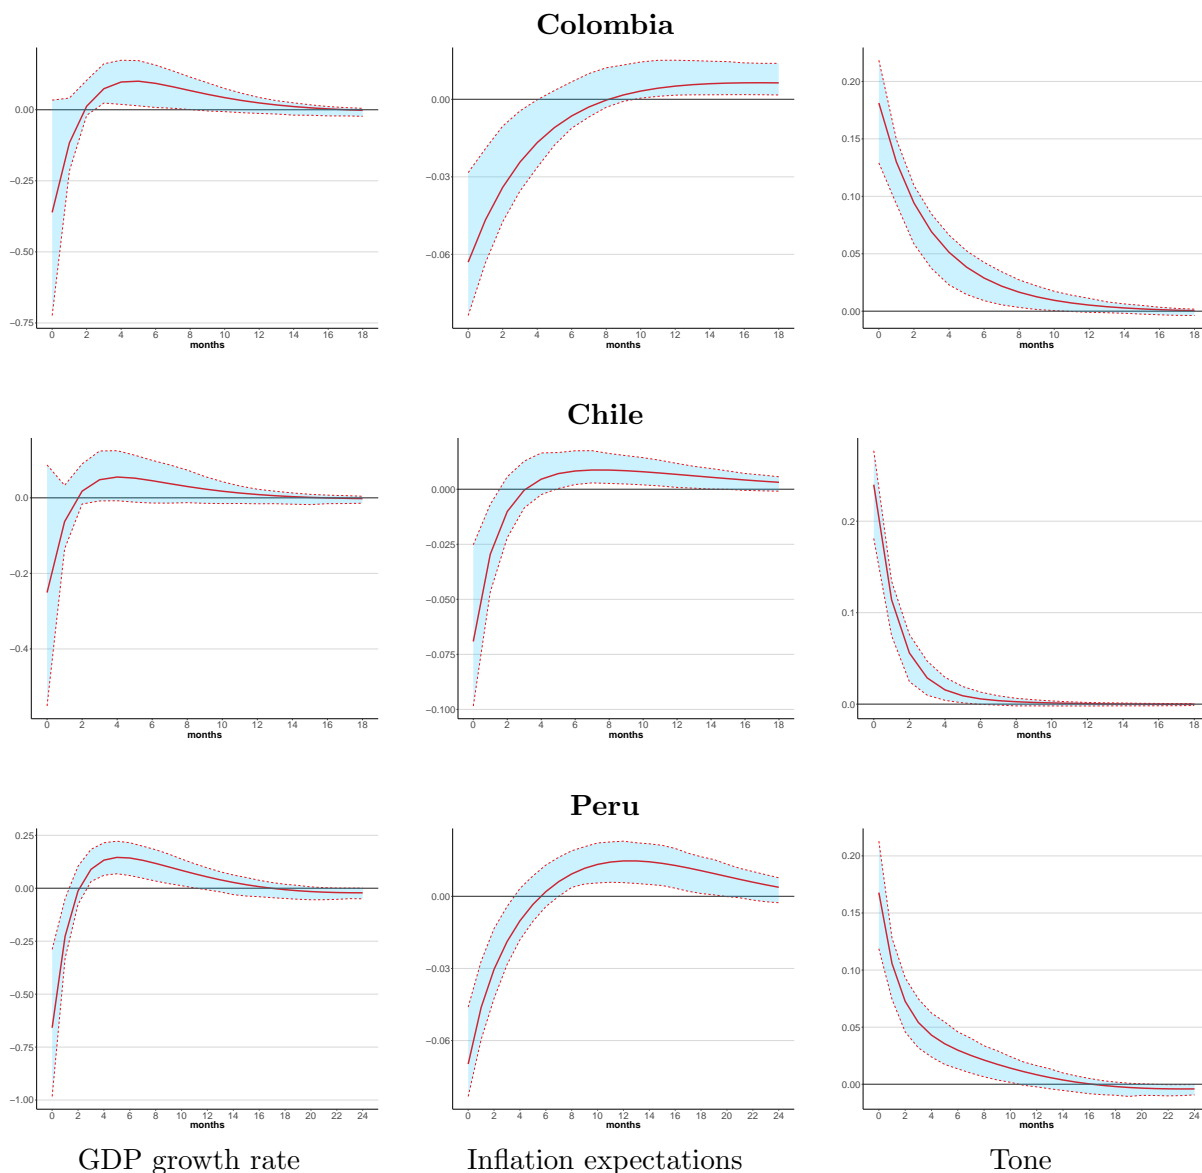 Colombia
0.00
−0.25
−0.50
−0.75
0 2 4 6 8 10 12 14 16 18
months
0.00
−0.03
−0.06
0 2 4 6 8 10 12 14 16 18
months
0.20
0.15
0.10
0.05
0.00
0 2 4 6 8 10 12 14 16 18
months
Chile
0.0
−0.2
−0.4
0 2 4 6 8 10 12 14 16 18
months
0.000
−0.025
−0.050
−0.075
−0.100
0 2 4 6 8 10 12 14 16 18
months
0.2
0.1
0.0
0 2 4 6 8 10 12 14 16 18
months
Peru
0.25
0.00
−0.25
−0.50
−0.75
−1.00
0 2 4 6 8 10 12 14 16 18 20 22 24
months
0.00
−0.03
−0.06
0 2 4 6 8 10 12 14 16 18 20 22 24
months
0.20
0.15
0.10
0.05
0.00
0 2 4 6 8 10 12 14 16 18 20 22 24
months
GDP growth rate
Inflation expectations
Tone